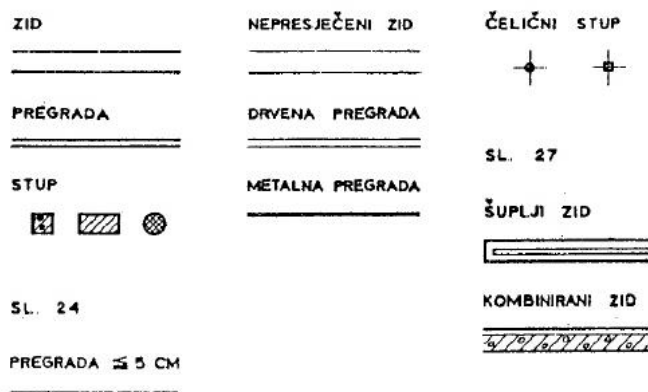 ZID
PREGRADA
STUP
SL. 24
PREGRADA ≦ 5 CM
NEPRESJEČENI ZID
DRVENA PREGRADA
METALNA PREGRADA
ČELIČNI STUP
SL. 27
ŠUPLJI ZID
KOMBINIRANI ZID